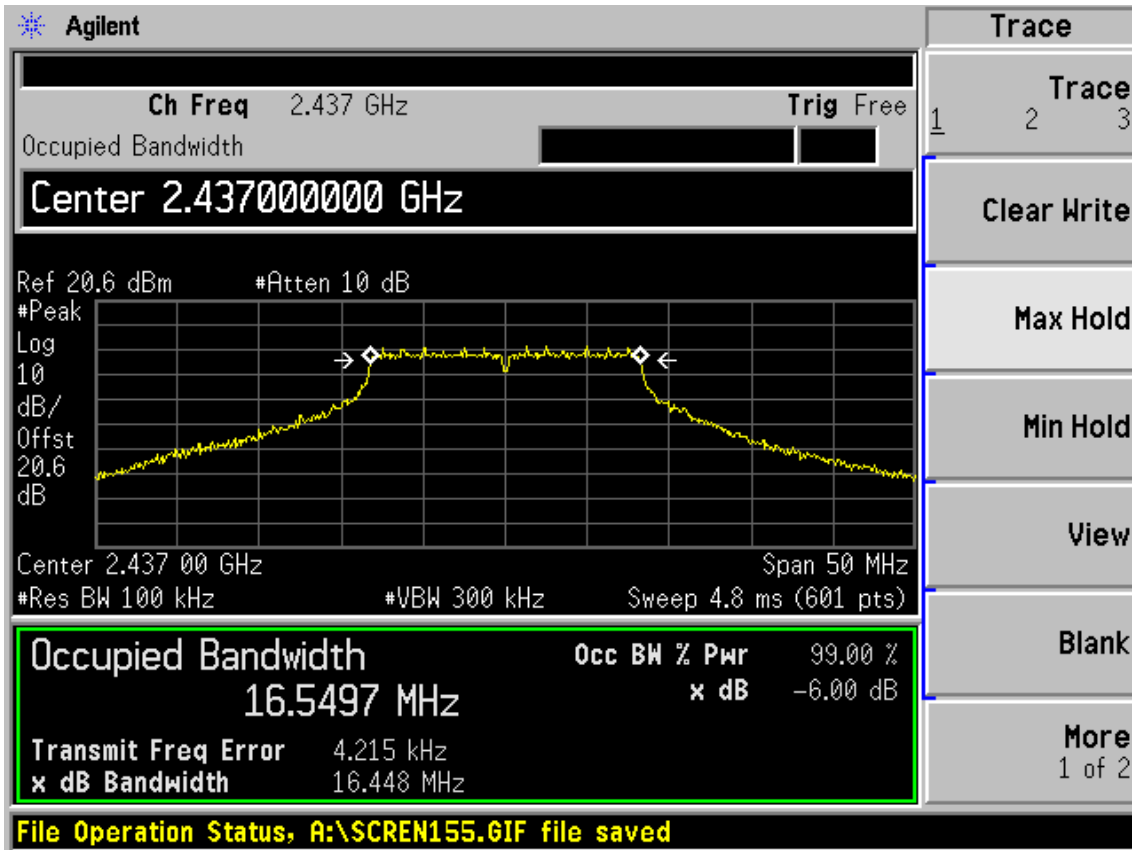 Agilent
Trace
Ch Freq 2.437 GHz Trig Free
Occupied Bandwidth
Center 2.437000000 GHz
Ref 20.6 dBm #Atten 10 dB
#Peak
Log
10
dB/
Offst
20.6
dB
Center 2.437 00 GHz Span 50 MHz
#Res BW 100 kHz #VBW 300 kHz Sweep 4.8 ms (601 pts)
Occupied Bandwidth
16.5497 MHz
Occ BW % Pwr 99.00 %
x dB -6.00 dB
Transmit Freq Error 4.215 kHz
x dB Bandwidth 16.448 MHz
File Operation Status, A:\SCREN155.GIF file saved
Trace
1 2 3
Clear Write
Max Hold
Min Hold
View
Blank
More
1 of 2